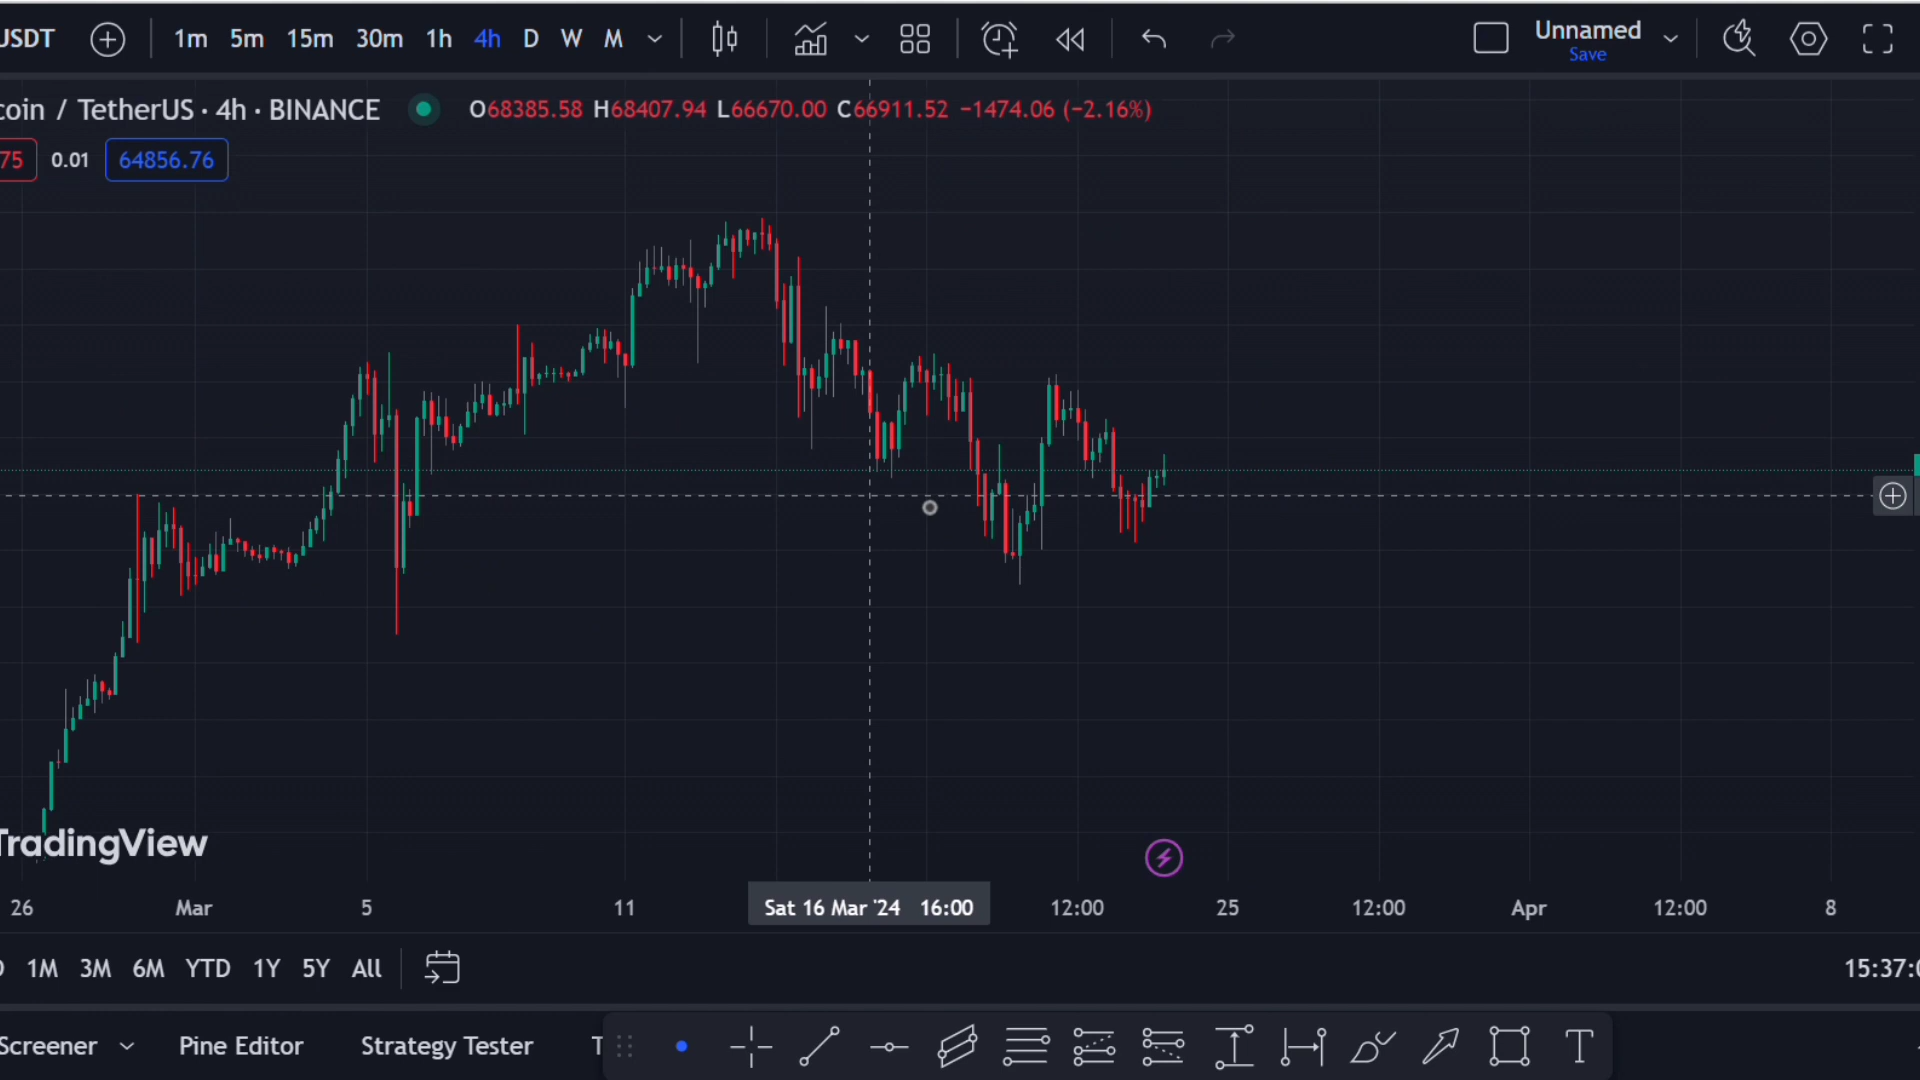 USDT 1m 5m 15m 30m 1h 4h D W M Unnamed
Save
coin / TetherUS · 4h · BINANCE O68385.58 H68407.94 L66670.00 C66911.52 −1474.06 (−2.16%)
75 0.01 64856.76
TradingView
26 Mar 5 11 Sat 16 Mar '24 16:00 12:00 25 12:00 Apr 12:00 8
1M 3M 6M YTD 1Y 5Y All 15:37:0
Screener Pine Editor Strategy Tester T T